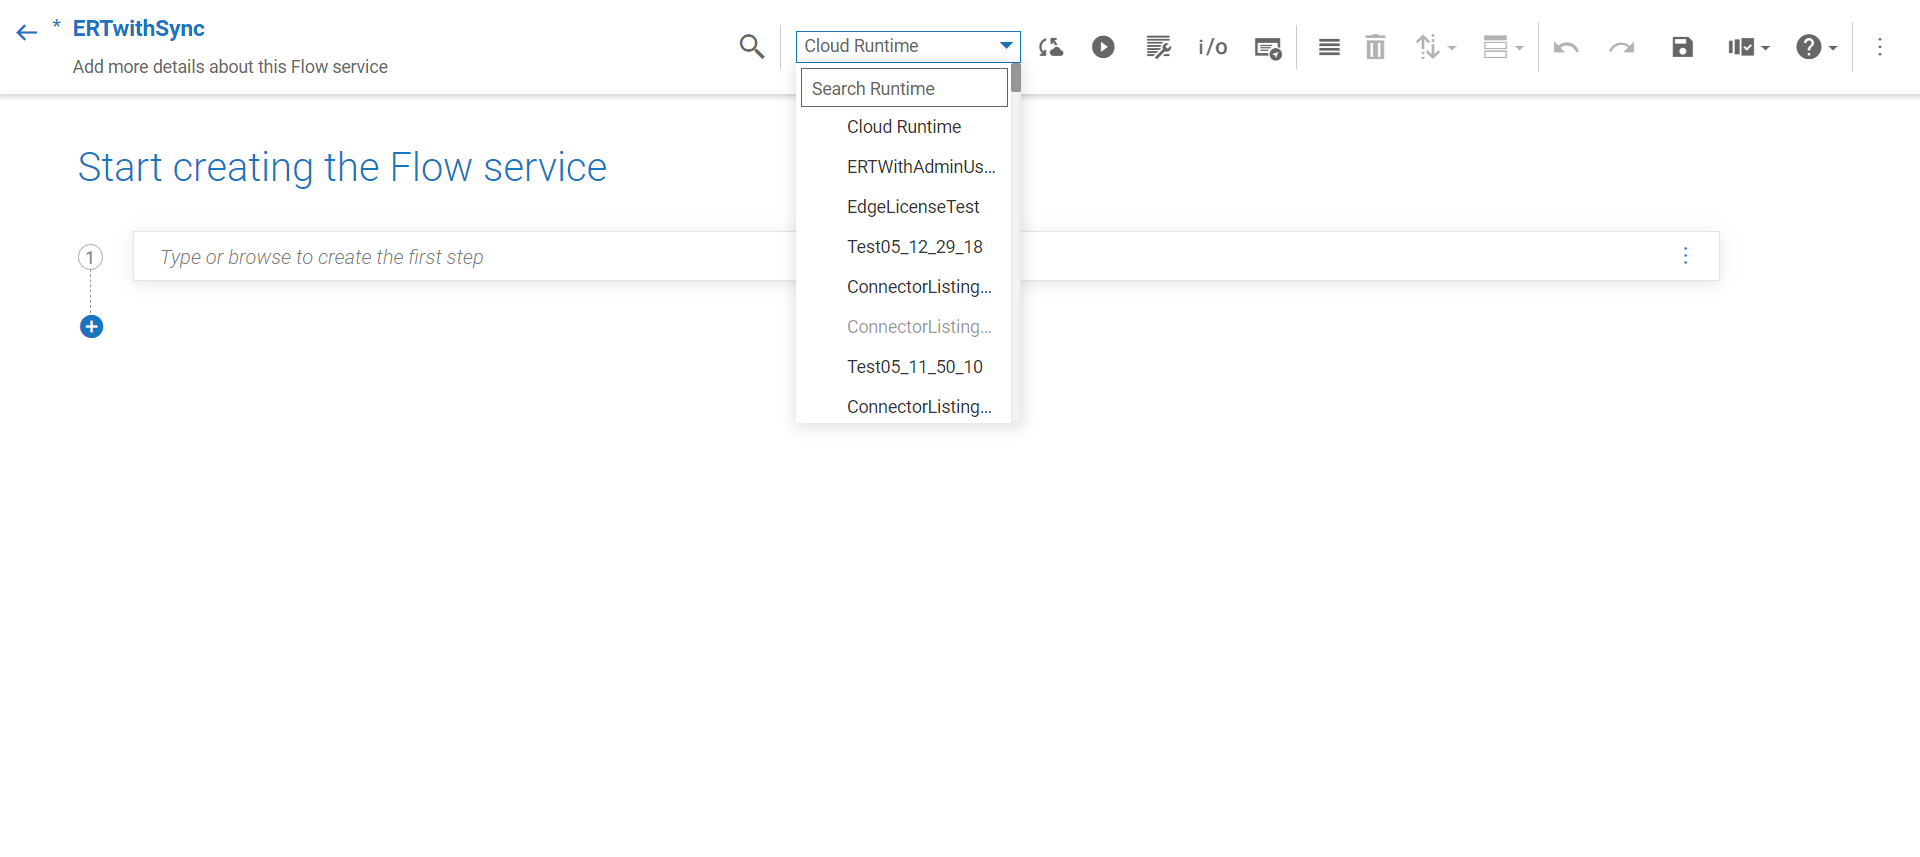 * ERTwithSync
Add more details about this Flow service
Cloud Runtime
i/o
Search Runtime
Cloud Runtime
ERTWithAdminUs...
EdgeLicenseTest
Test05_12_29_18
ConnectorListing...
ConnectorListing...
Test05_11_50_10
ConnectorListing...
Start creating the Flow service
1
Type or browse to create the first step